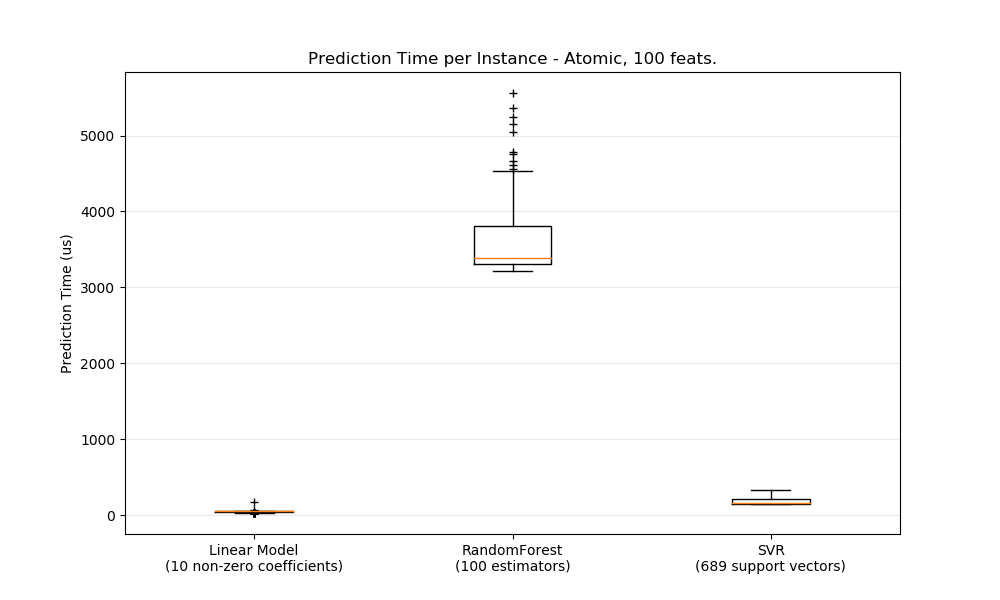 Prediction Time per Instance - Atomic, 100 feats.
Prediction Time (us)
5000
4000
3000
2000
1000
0
Linear Model
(10 non-zero coefficients)
RandomForest
(100 estimators)
SVR
(689 support vectors)